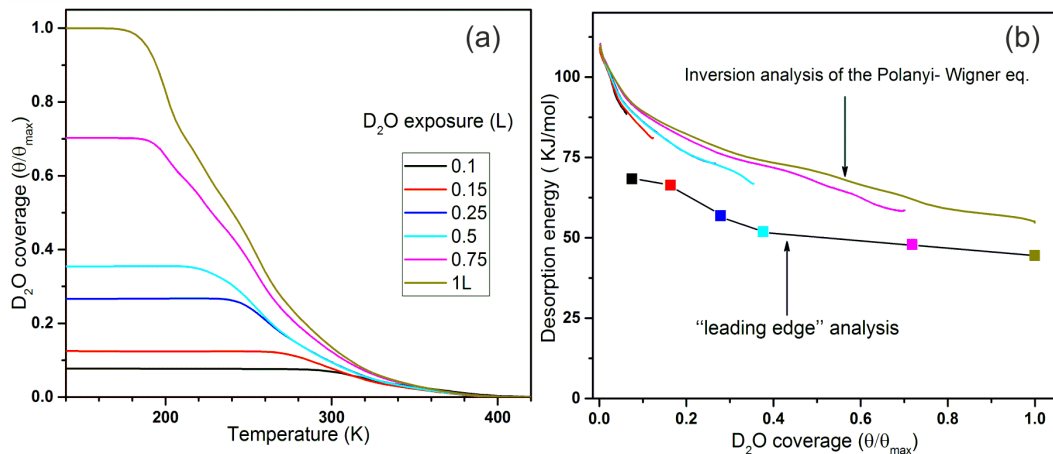 (a)
1.0
0.8
0.6
0.4
0.2
0.0
D₂O coverage (θ/θmax)
D₂O exposure (L)
0.1
0.15
0.25
0.5
0.75
1L
200
300
400
Temperature (K)
(b)
Inversion analysis of the Polanyi- Wigner eq.
100
75
50
25
0
Desorption energy ( KJ/mol)
“leading edge” analysis
0.0
0.2
0.4
0.6
0.8
1.0
D₂O coverage (θ/θmax)